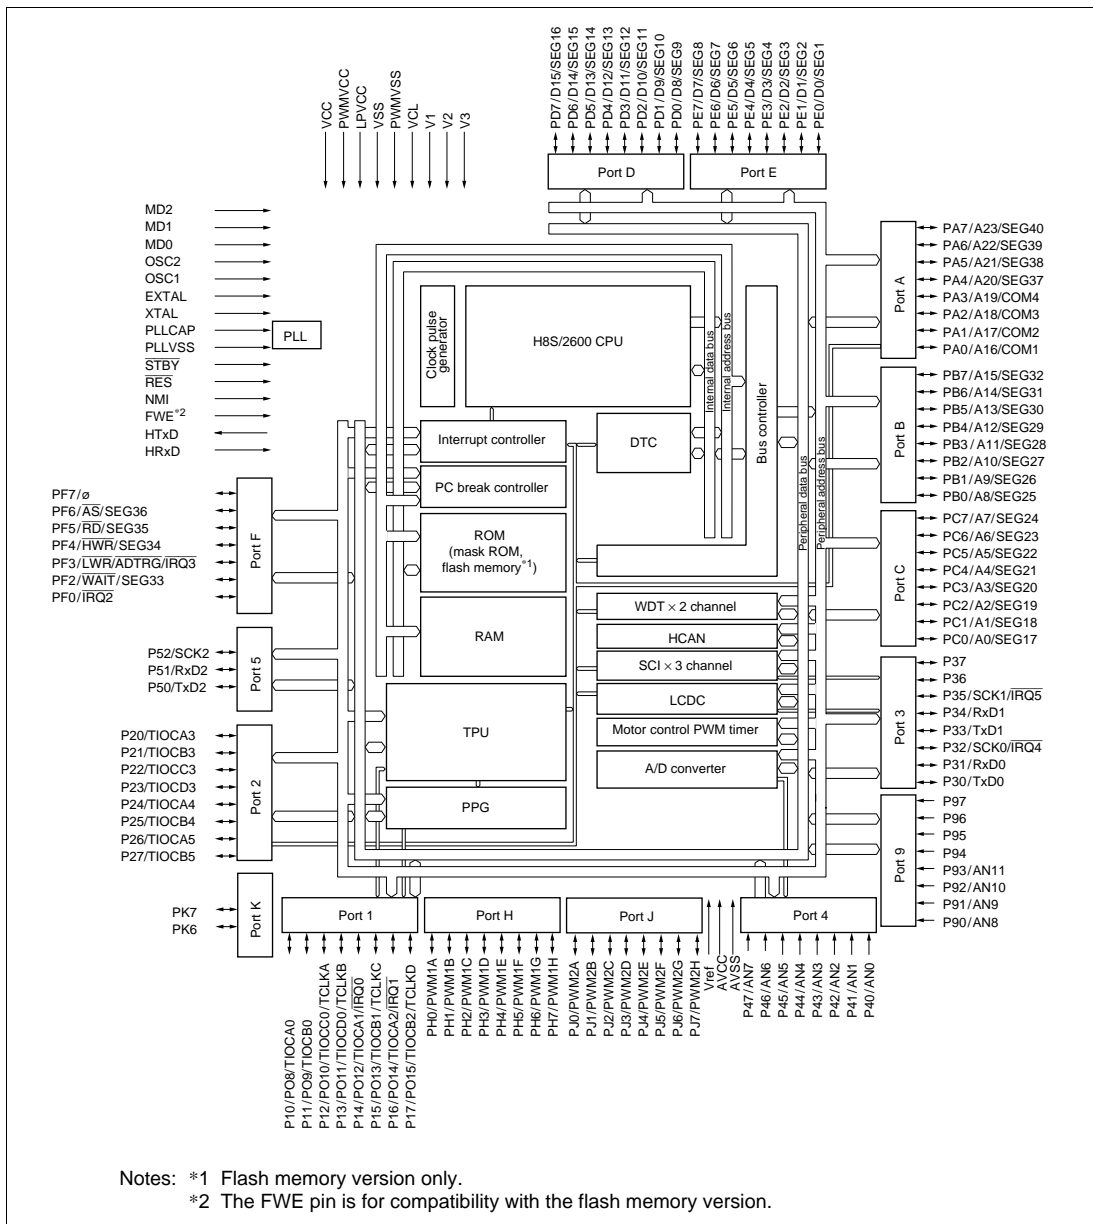 VCC
PWMVCC
LPVCC
VSS
PWMVSS
VCL
V1
V2
V3
PD7/D15/SEG16
PD6/D14/SEG15
PD5/D13/SEG14
PD4/D12/SEG13
PD3/D11/SEG12
PD2/D10/SEG11
PD1/D9/SEG10
PD0/D8/SEG9
PE7/D7/SEG8
PE6/D6/SEG7
PE5/D5/SEG6
PE4/D4/SEG5
PE3/D3/SEG4
PE2/D2/SEG3
PE1/D1/SEG2
PE0/D0/SEG1
Port D
Port E
MD2
MD1
MD0
OSC2
OSC1
EXTAL
XTAL
PLLCAP
PLLVSS
STBY
RES
NMI
FWE*2
HTxD
HRxD
PLL
Clock pulse
generator
H8S/2600 CPU
Internal data bus
Internal address bus
Bus controller
Peripheral data bus
Peripheral address bus
Interrupt controller
DTC
PC break controller
ROM
(mask ROM,
flash memory*1)
RAM
TPU
PPG
WDT × 2 channel
HCAN
SCI × 3 channel
LCDC
Motor control PWM timer
A/D converter
Port A
PA7/A23/SEG40
PA6/A22/SEG39
PA5/A21/SEG38
PA4/A20/SEG37
PA3/A19/COM4
PA2/A18/COM3
PA1/A17/COM2
PA0/A16/COM1
Port B
PB7/A15/SEG32
PB6/A14/SEG31
PB5/A13/SEG30
PB4/A12/SEG29
PB3/A11/SEG28
PB2/A10/SEG27
PB1/A9/SEG26
PB0/A8/SEG25
Port C
PC7/A7/SEG24
PC6/A6/SEG23
PC5/A5/SEG22
PC4/A4/SEG21
PC3/A3/SEG20
PC2/A2/SEG19
PC1/A1/SEG18
PC0/A0/SEG17
Port 3
P37
P36
P35/SCK1/IRQ5
P34/RxD1
P33/TxD1
P32/SCK0/IRQ4
P31/RxD0
P30/TxD0
Port 9
P97
P96
P95
P94
P93/AN11
P92/AN10
P91/AN9
P90/AN8
PF7/ø
PF6/AS/SEG36
PF5/RD/SEG35
PF4/HWR/SEG34
PF3/LWR/ADTRG/IRQ3
PF2/WAIT/SEG33
PF0/IRQ2
Port F
P52/SCK2
P51/RxD2
P50/TxD2
Port 5
P20/TIOCA3
P21/TIOCB3
P22/TIOCC3
P23/TIOCD3
P24/TIOCA4
P25/TIOCB4
P26/TIOCA5
P27/TIOCB5
Port 2
PK7
PK6
Port K
Port 1
Port H
Port J
Port 4
P10/PO8/TIOCA0
P11/PO9/TIOCB0
P12/PO10/TIOCC0/TCLKA
P13/PO11/TIOCD0/TCLKB
P14/PO12/TIOCA1/IRQ0
P15/PO13/TIOCB1/TCLKC
P16/PO14/TIOCA2/IRQ1
P17/PO15/TIOCB2/TCLKD
PH0/PWM1A
PH1/PWM1B
PH2/PWM1C
PH3/PWM1D
PH4/PWM1E
PH5/PWM1F
PH6/PWM1G
PH7/PWM1H
PJ0/PWM2A
PJ1/PWM2B
PJ2/PWM2C
PJ3/PWM2D
PJ4/PWM2E
PJ5/PWM2F
PJ6/PWM2G
PJ7/PWM2H
Vref
AVCC
AVSS
P47/AN7
P46/AN6
P45/AN5
P44/AN4
P43/AN3
P42/AN2
P41/AN1
P40/AN0
Notes: *1 Flash memory version only.
*2 The FWE pin is for compatibility with the flash memory version.